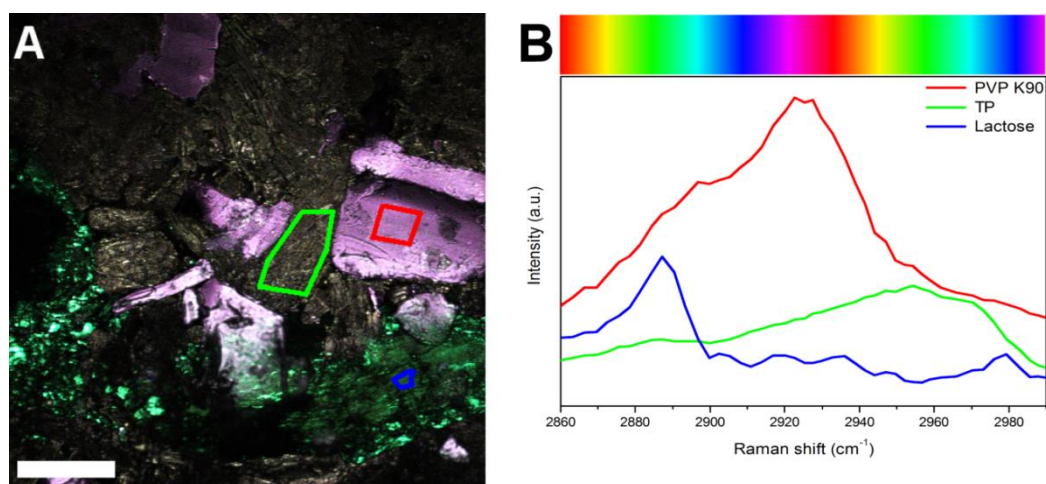 A
B
PVP K90
TP
Lactose
Intensity (a.u.)
2860 2880 2900 2920 2940 2960 2980
Raman shift (cm-1)